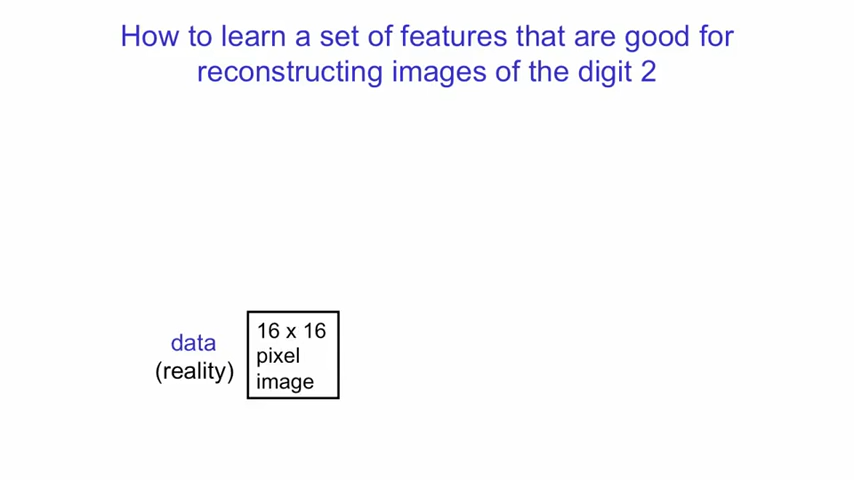 How to learn a set of features that are good for
reconstructing images of the digit 2
data
(reality)
16 x 16
pixel
image